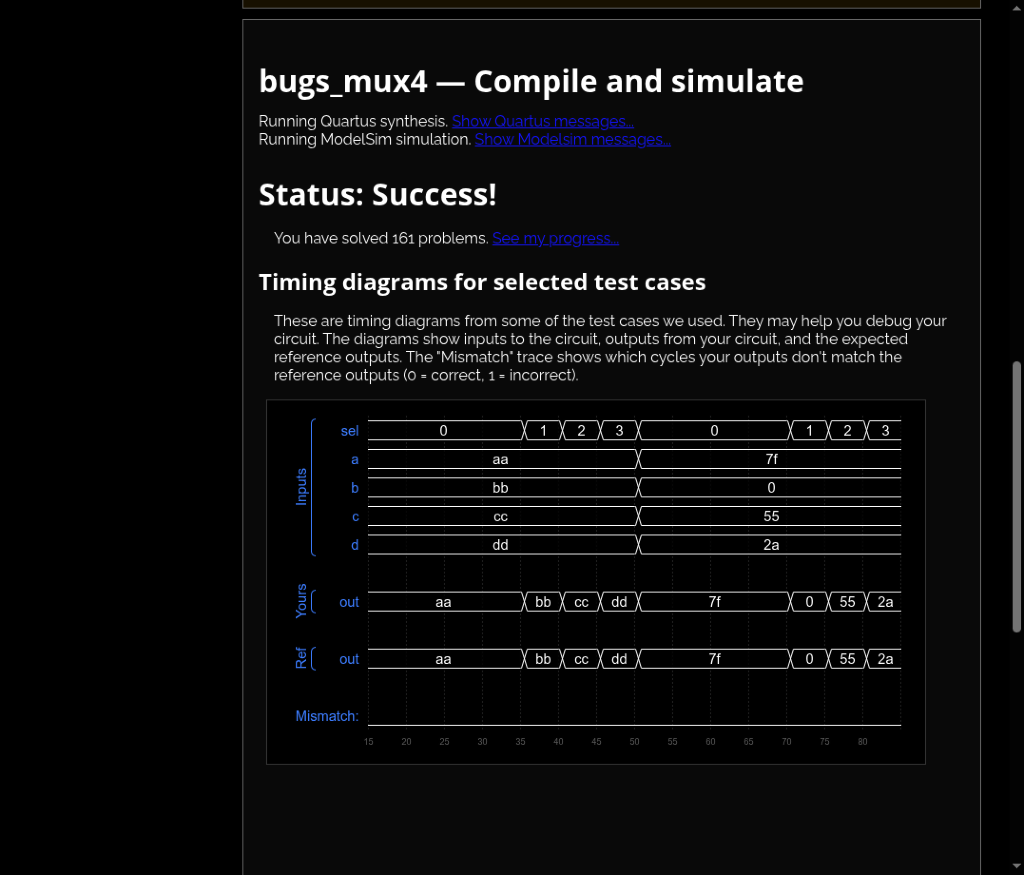 bugs_mux4 — Compile and simulate
Running Quartus synthesis. Show Quartus messages...
Running ModelSim simulation. Show Modelsim messages...
Status: Success!
You have solved 161 problems. See my progress...
Timing diagrams for selected test cases
These are timing diagrams from some of the test cases we used. They may help you debug your
circuit. The diagrams show inputs to the circuit, outputs from your circuit, and the expected
reference outputs. The "Mismatch" trace shows which cycles your outputs don't match the
reference outputs (0 = correct, 1 = incorrect).
Inputs
sel 0 1 2 3 0 1 2 3
a aa 7f
b bb 0
c cc 55
d dd 2a
Yours
out aa bb cc dd 7f 0 55 2a
Ref
out aa bb cc dd 7f 0 55 2a
Mismatch:
15 20 25 30 35 40 45 50 55 60 65 70 75 80